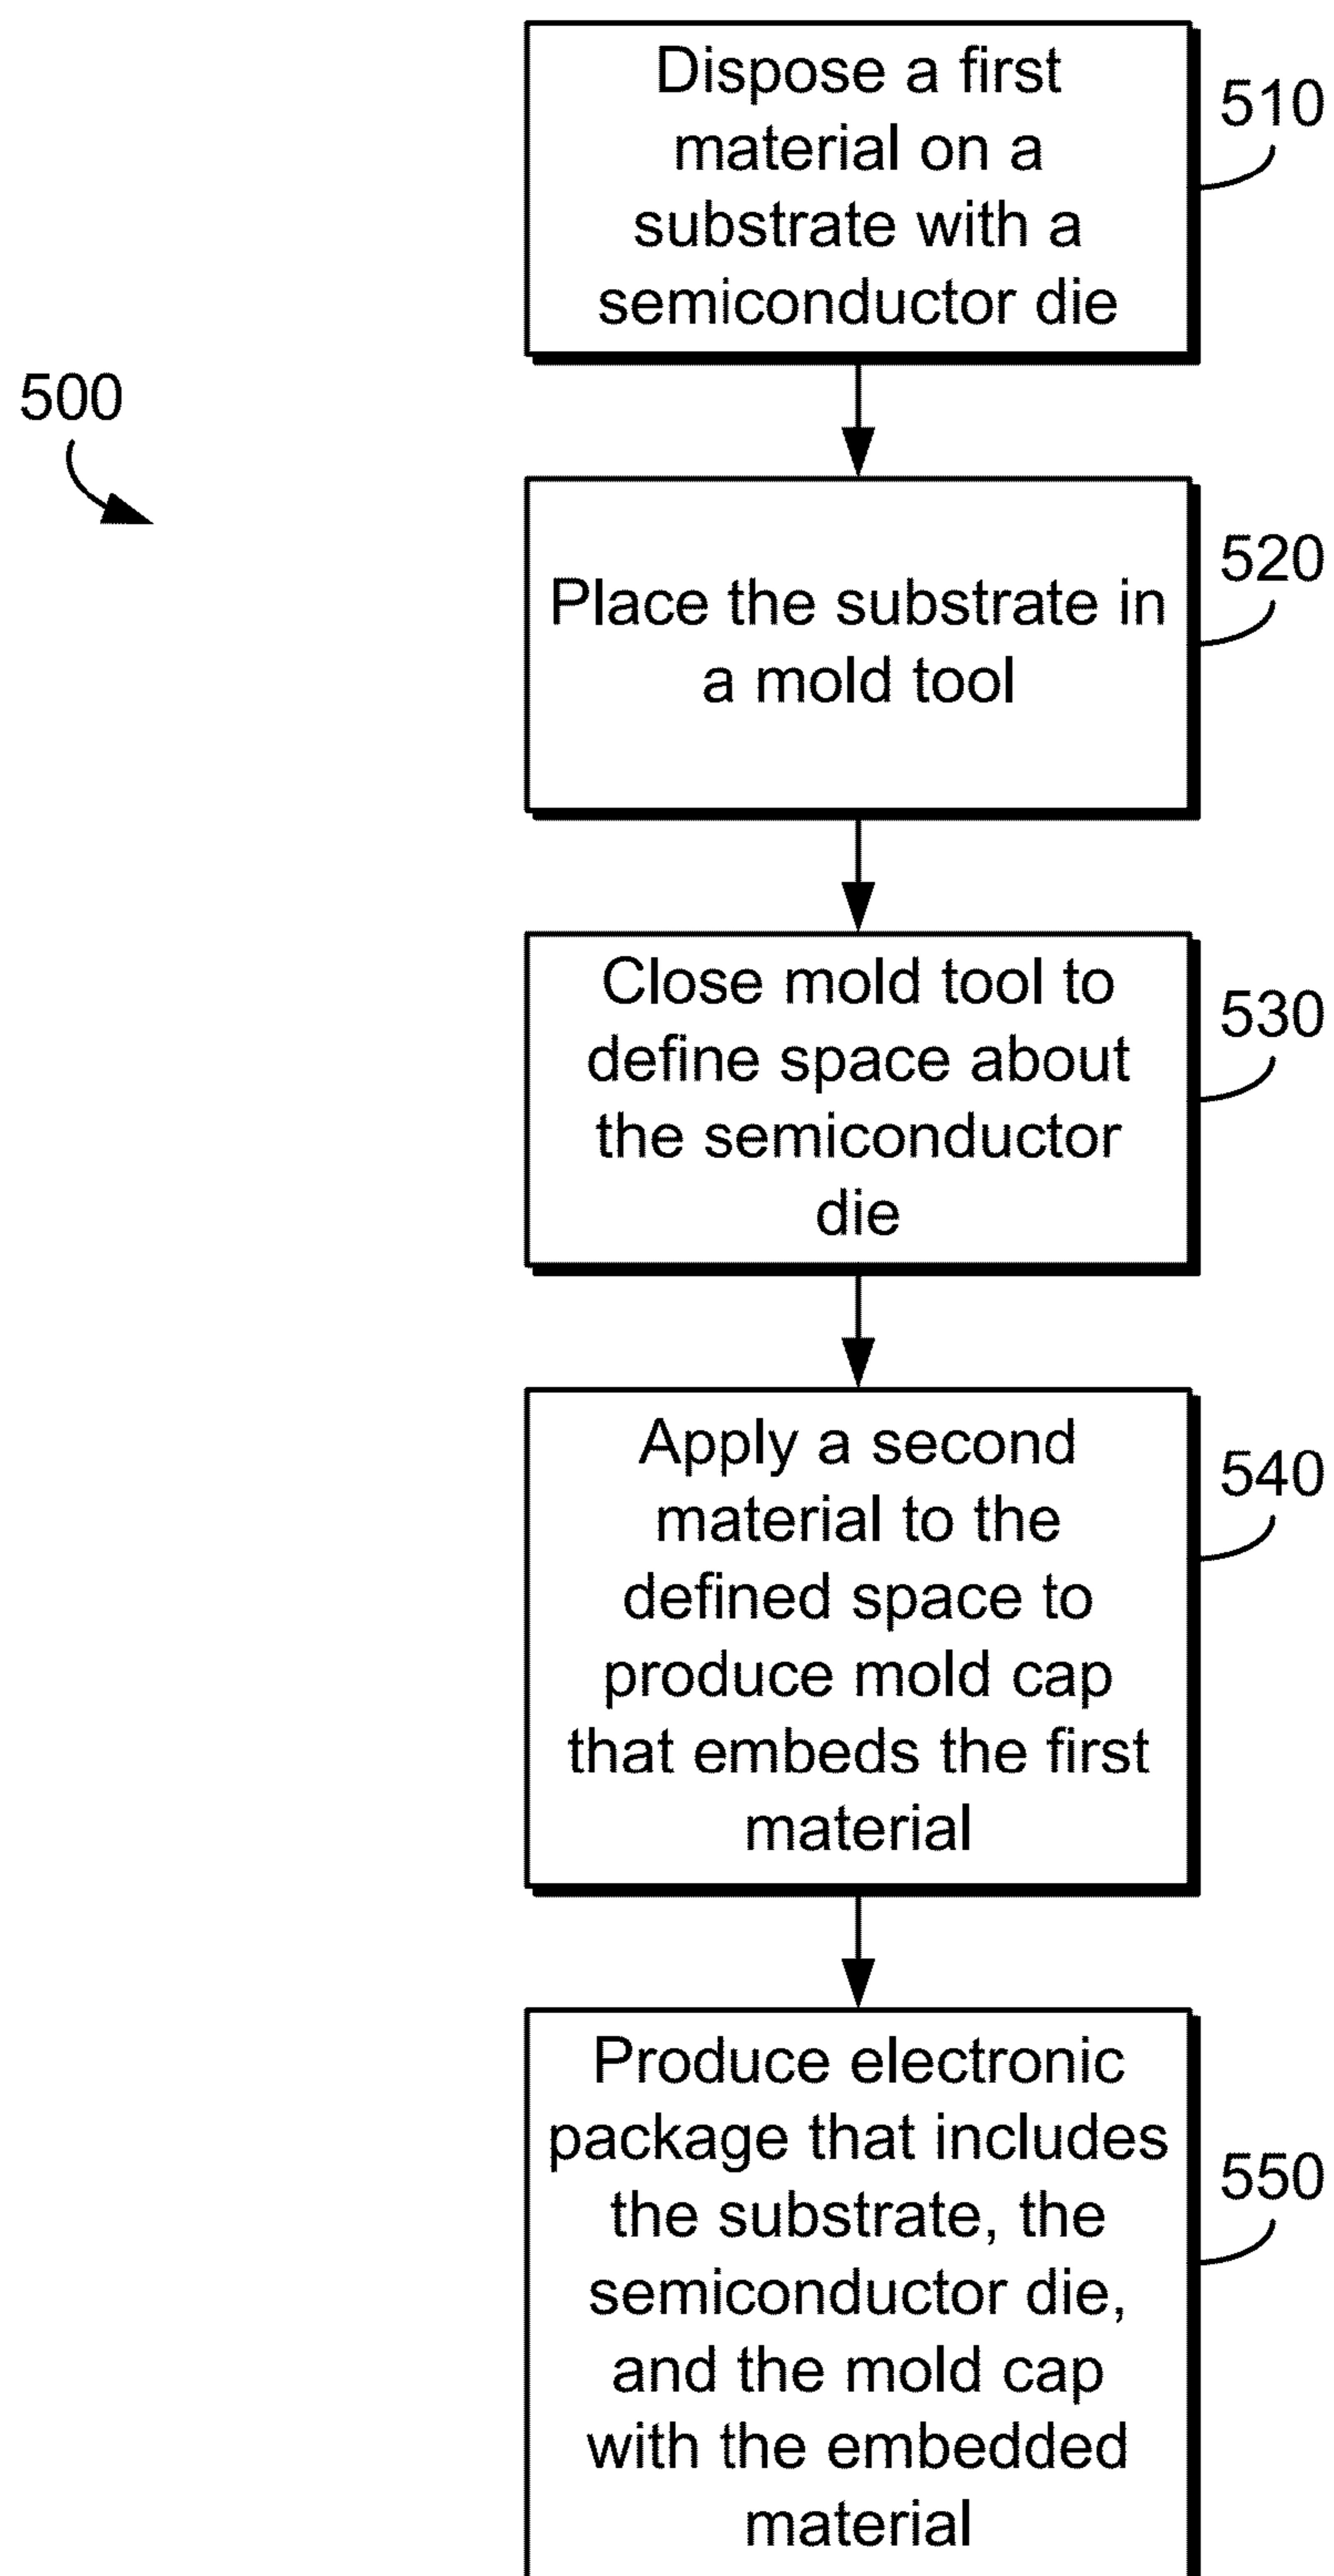 Dispose a first
material on a
substrate with a
semiconductor die
510
500
Place the substrate in
a mold tool
520
Close mold tool to
define space about
the semiconductor
die
530
Apply a second
material to the
defined space to
produce mold cap
that embeds the first
material
540
Produce electronic
package that includes
the substrate, the
semiconductor die,
and the mold cap
with the embedded
material
550